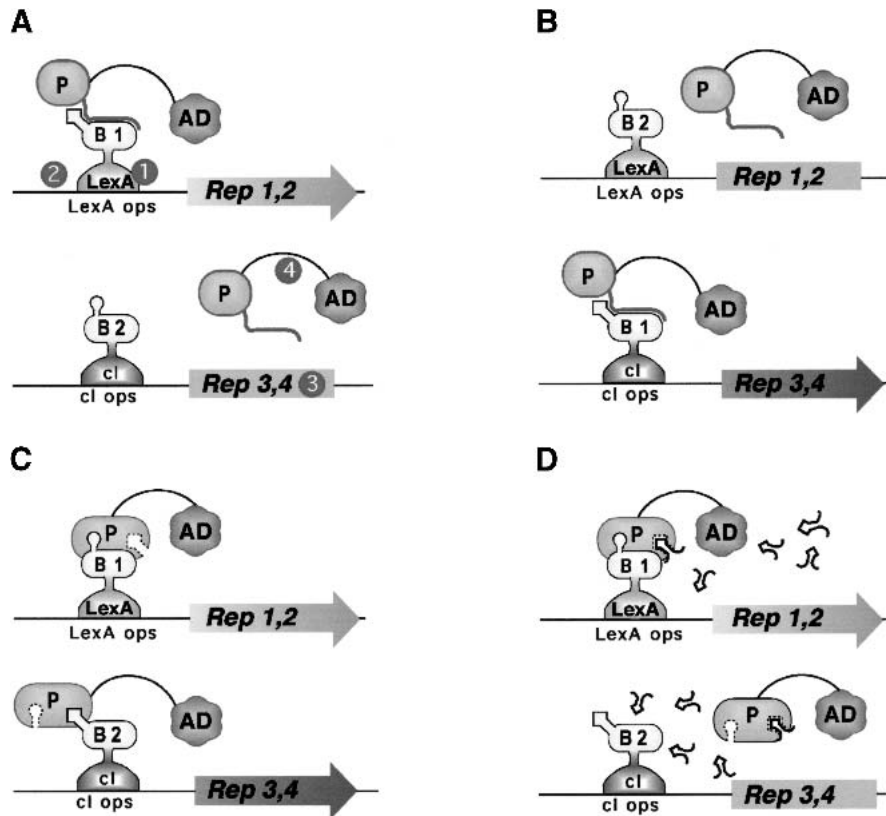 A
P
AD
B 1
2
LexA
1
Rep 1,2
LexA ops
4
P
AD
B 2
cI
Rep 3,4
3
cI ops
B
P
AD
B 2
LexA
Rep 1,2
LexA ops
P
AD
B 1
cI
Rep 3,4
cI ops
C
P
AD
B 1
LexA
Rep 1,2
LexA ops
P
AD
B 2
cI
Rep 3,4
cI ops
D
P
AD
B 1
LexA
Rep 1,2
LexA ops
P
AD
B 2
cI
Rep 3,4
cI ops